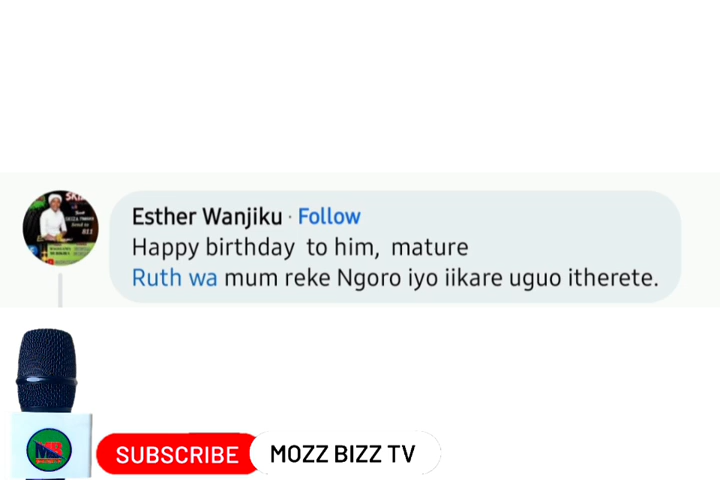 Esther Wanjiku · Follow
Happy birthday to him, mature
Ruth wa mum reke Ngoro iyo iikare uguo itherete.
SUBSCRIBE
MOZZ BIZZ TV